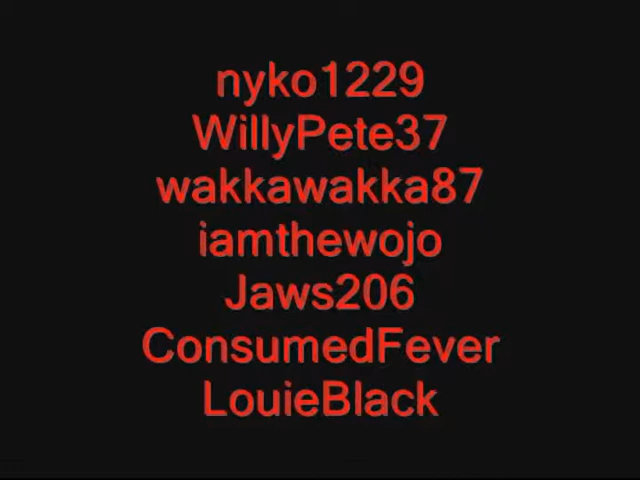 nyko1229
WillyPete37
wakkawakka87
iamthewojo
Jaws206
ConsumedFever
LouieBlack